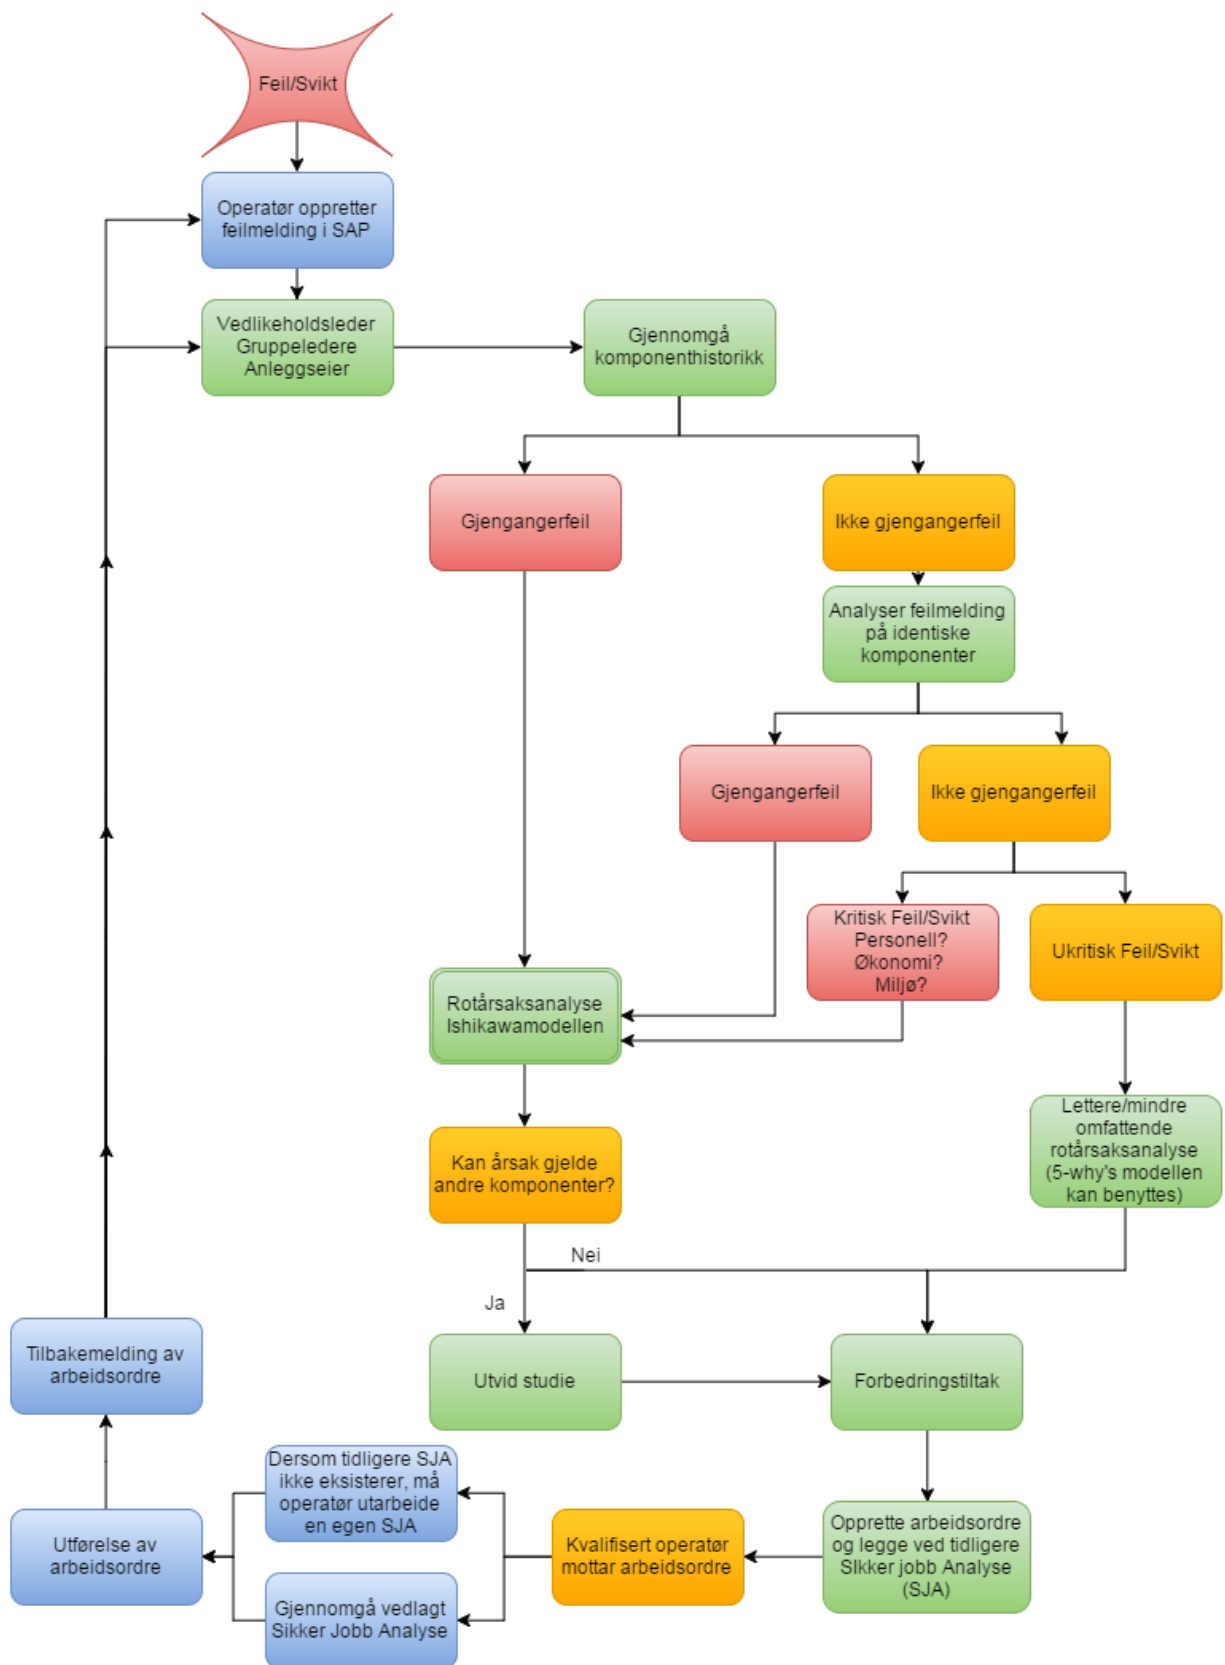 Feil/Svikt
Operatør oppretter
feilmelding i SAP
Vedlikeholdsleder
Gruppeledere
Anleggseier
Gjennomgå
komponenthistorikk
Gjengangerfeil
Ikke gjengangerfeil
Analyser feilmelding
på identiske
komponenter
Gjengangerfeil
Ikke gjengangerfeil
Kritisk Feil/Svikt
Personell?
Økonomi?
Miljø?
Ukritisk Feil/Svikt
Rotårsaksanalyse
Ishikawamodellen
Lettere/mindre
omfattende
rotårsaksanalyse
(5-why's modellen
kan benyttes)
Kan årsak gjelde
andre komponenter?
Nei
Ja
Tilbakemelding av
arbeidsordre
Utvid studie
Forbedringstiltak
Dersom tidligere SJA
ikke eksisterer, må
operatør utarbeide
en egen SJA
Utførelse av
arbeidsordre
Kvalifisert operatør
mottar arbeidsordre
Opprette arbeidsordre
og legge ved tidligere
SIkker jobb Analyse
(SJA)
Gjennomgå vedlagt
Sikker Jobb Analyse